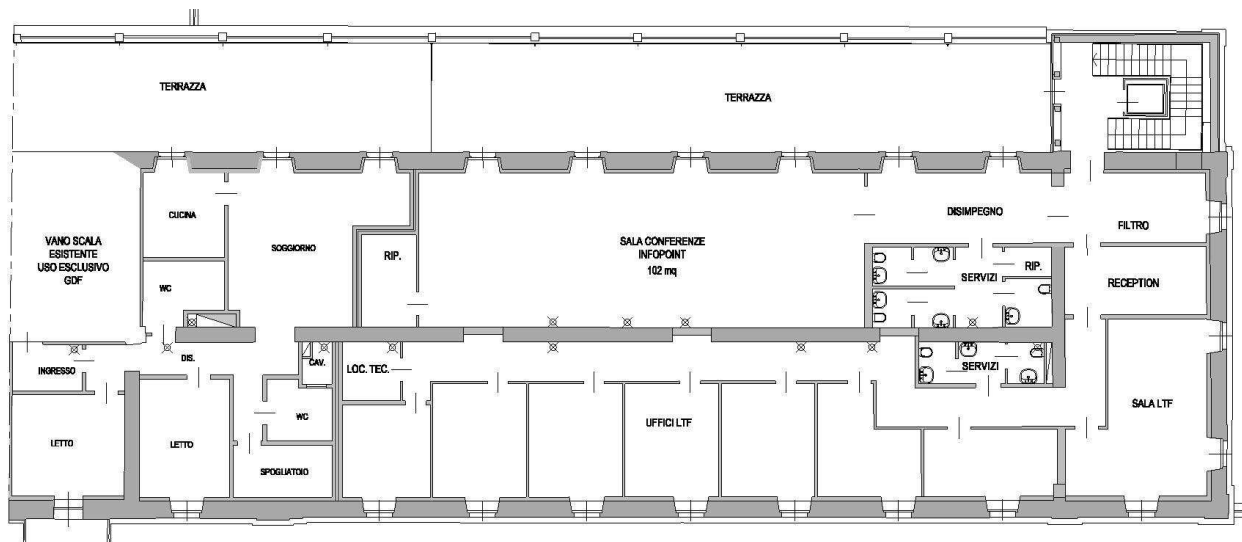 TERRAZZA
TERRAZZA
CUCINA
DISIMPEGNO
FILTRO
VANO SCALA
ESISTENTE
USO ESCLUSIVO
GDF
SOGGIORNO
RIP.
SALA CONFERENZE
INFOPOINT
102 mq
SERVIZI
RIP.
RECEPTION
WC
INGRESSO
DIS.
CAV.
LOC. TEC.
SERVIZI
WC
SALA LTF
LETTO
LETTO
UFFICI LTF
SPOGLIATOIO